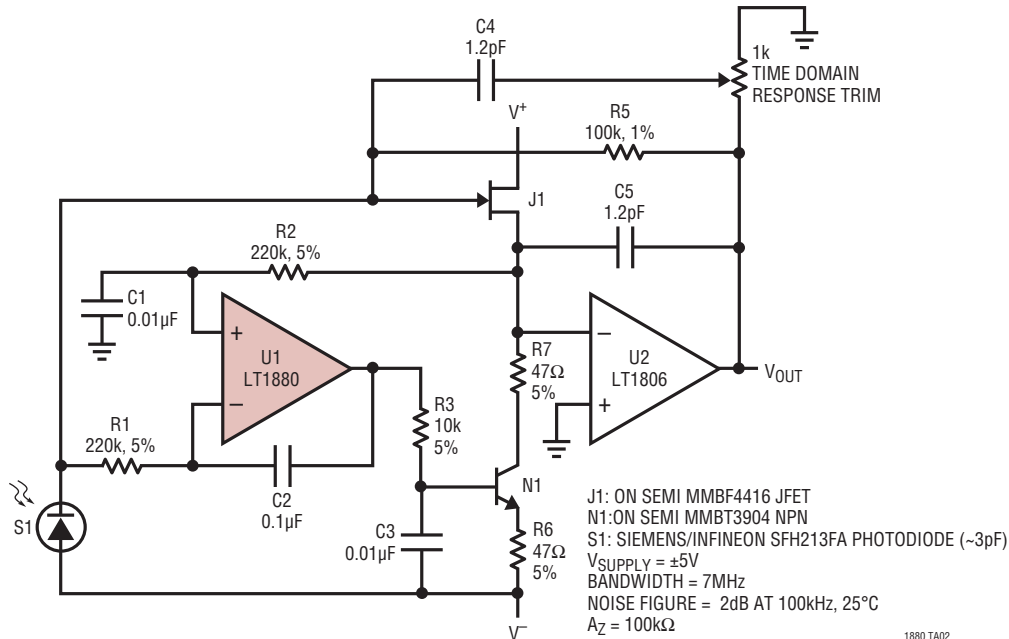 C4
1.2pF
1k
TIME DOMAIN
RESPONSE TRIM
V+
R5
100k, 1%
J1
C5
1.2pF
R2
220k, 5%
C1
0.01µF
+
U1
LT1880
–
R7
47Ω
5%
–
U2
LT1806
+
VOUT
R1
220k, 5%
R3
10k
5%
C2
0.1µF
N1
S1
C3
0.01µF
R6
47Ω
5%
V–
J1: ON SEMI MMBF4416 JFET
N1:ON SEMI MMBT3904 NPN
S1: SIEMENS/INFINEON SFH213FA PHOTODIODE (~3pF)
VSUPPLY = ±5V
BANDWIDTH = 7MHz
NOISE FIGURE = 2dB AT 100kHz, 25°C
AZ = 100kΩ
1880 TA02